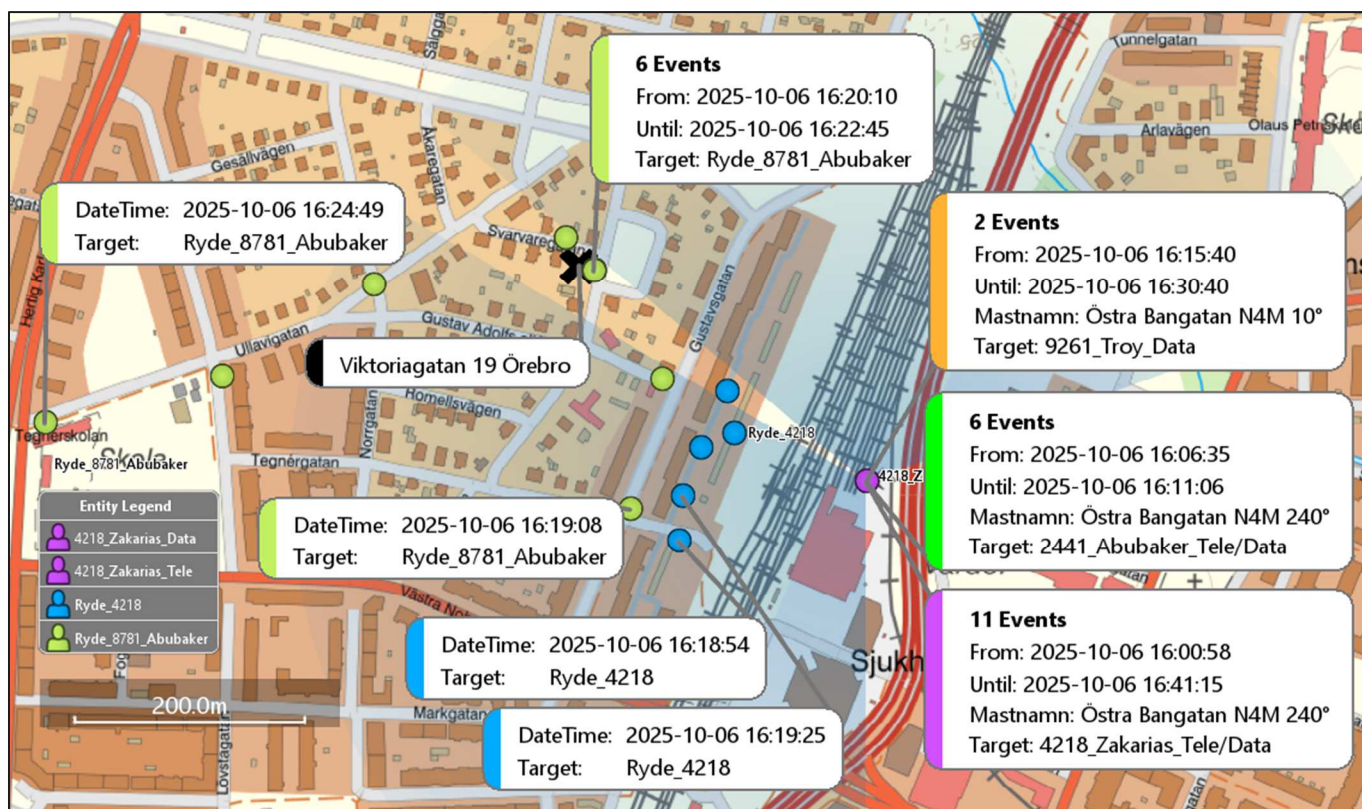 Sälga
Tunnelgatan
Arlavägen
Olaus Petri
Åkaregatan
Gesällvägen
Hertig Karl
6 Events
From: 2025-10-06 16:20:10
Until: 2025-10-06 16:22:45
Target: Ryde_8781_Abubaker
DateTime: 2025-10-06 16:24:49
Target: Ryde_8781_Abubaker
Svarvaregatan
2 Events
From: 2025-10-06 16:15:40
Until: 2025-10-06 16:30:40
Mastnamn: Östra Bangatan N4M 10°
Target: 9261_Troy_Data
Gustavsgatan
Gustav Adolfs
Ullavigatan
Viktoriagatan 19 Örebro
Homellsvägen
Norrgatan
Ryde_4218
Tegnérskolan
Skola
Ryde_8781_Abubaker
Tegnérgatan
4218_Z
6 Events
From: 2025-10-06 16:06:35
Until: 2025-10-06 16:11:06
Mastnamn: Östra Bangatan N4M 240°
Target: 2441_Abubaker_Tele/Data
Entity Legend
4218_Zakarias_Data
4218_Zakarias_Tele
Ryde_4218
Ryde_8781_Abubaker
DateTime: 2025-10-06 16:19:08
Target: Ryde_8781_Abubaker
Västra
11 Events
From: 2025-10-06 16:00:58
Until: 2025-10-06 16:41:15
Mastnamn: Östra Bangatan N4M 240°
Target: 4218_Zakarias_Tele/Data
DateTime: 2025-10-06 16:18:54
Target: Ryde_4218
Sjukh
200.0m
Markgatan
Lövstagatan
DateTime: 2025-10-06 16:19:25
Target: Ryde_4218